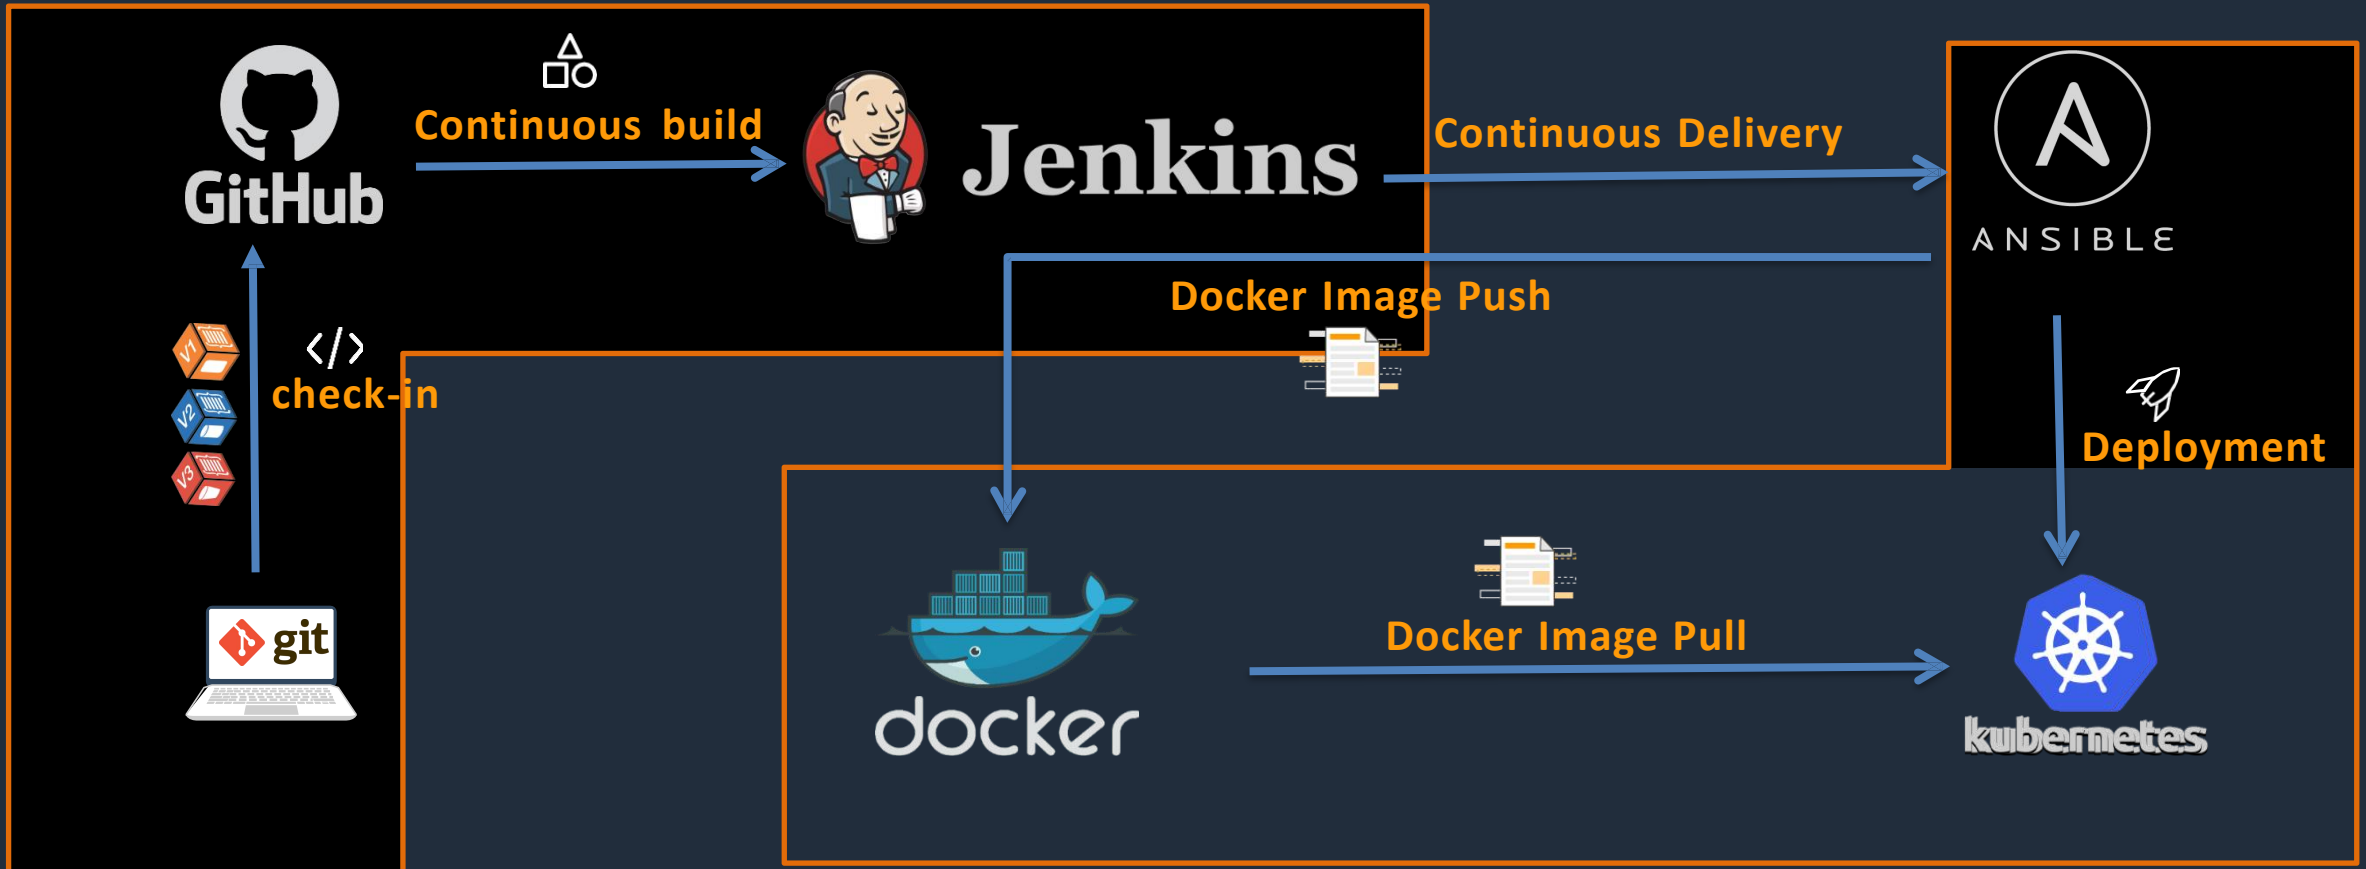 GitHub
Continuous build
Jenkins
Continuous Delivery
ANSIBLE
Docker Image Push
V1
V2
V3
</>
check-in
Deployment
git
docker
Docker Image Pull
kubernetes